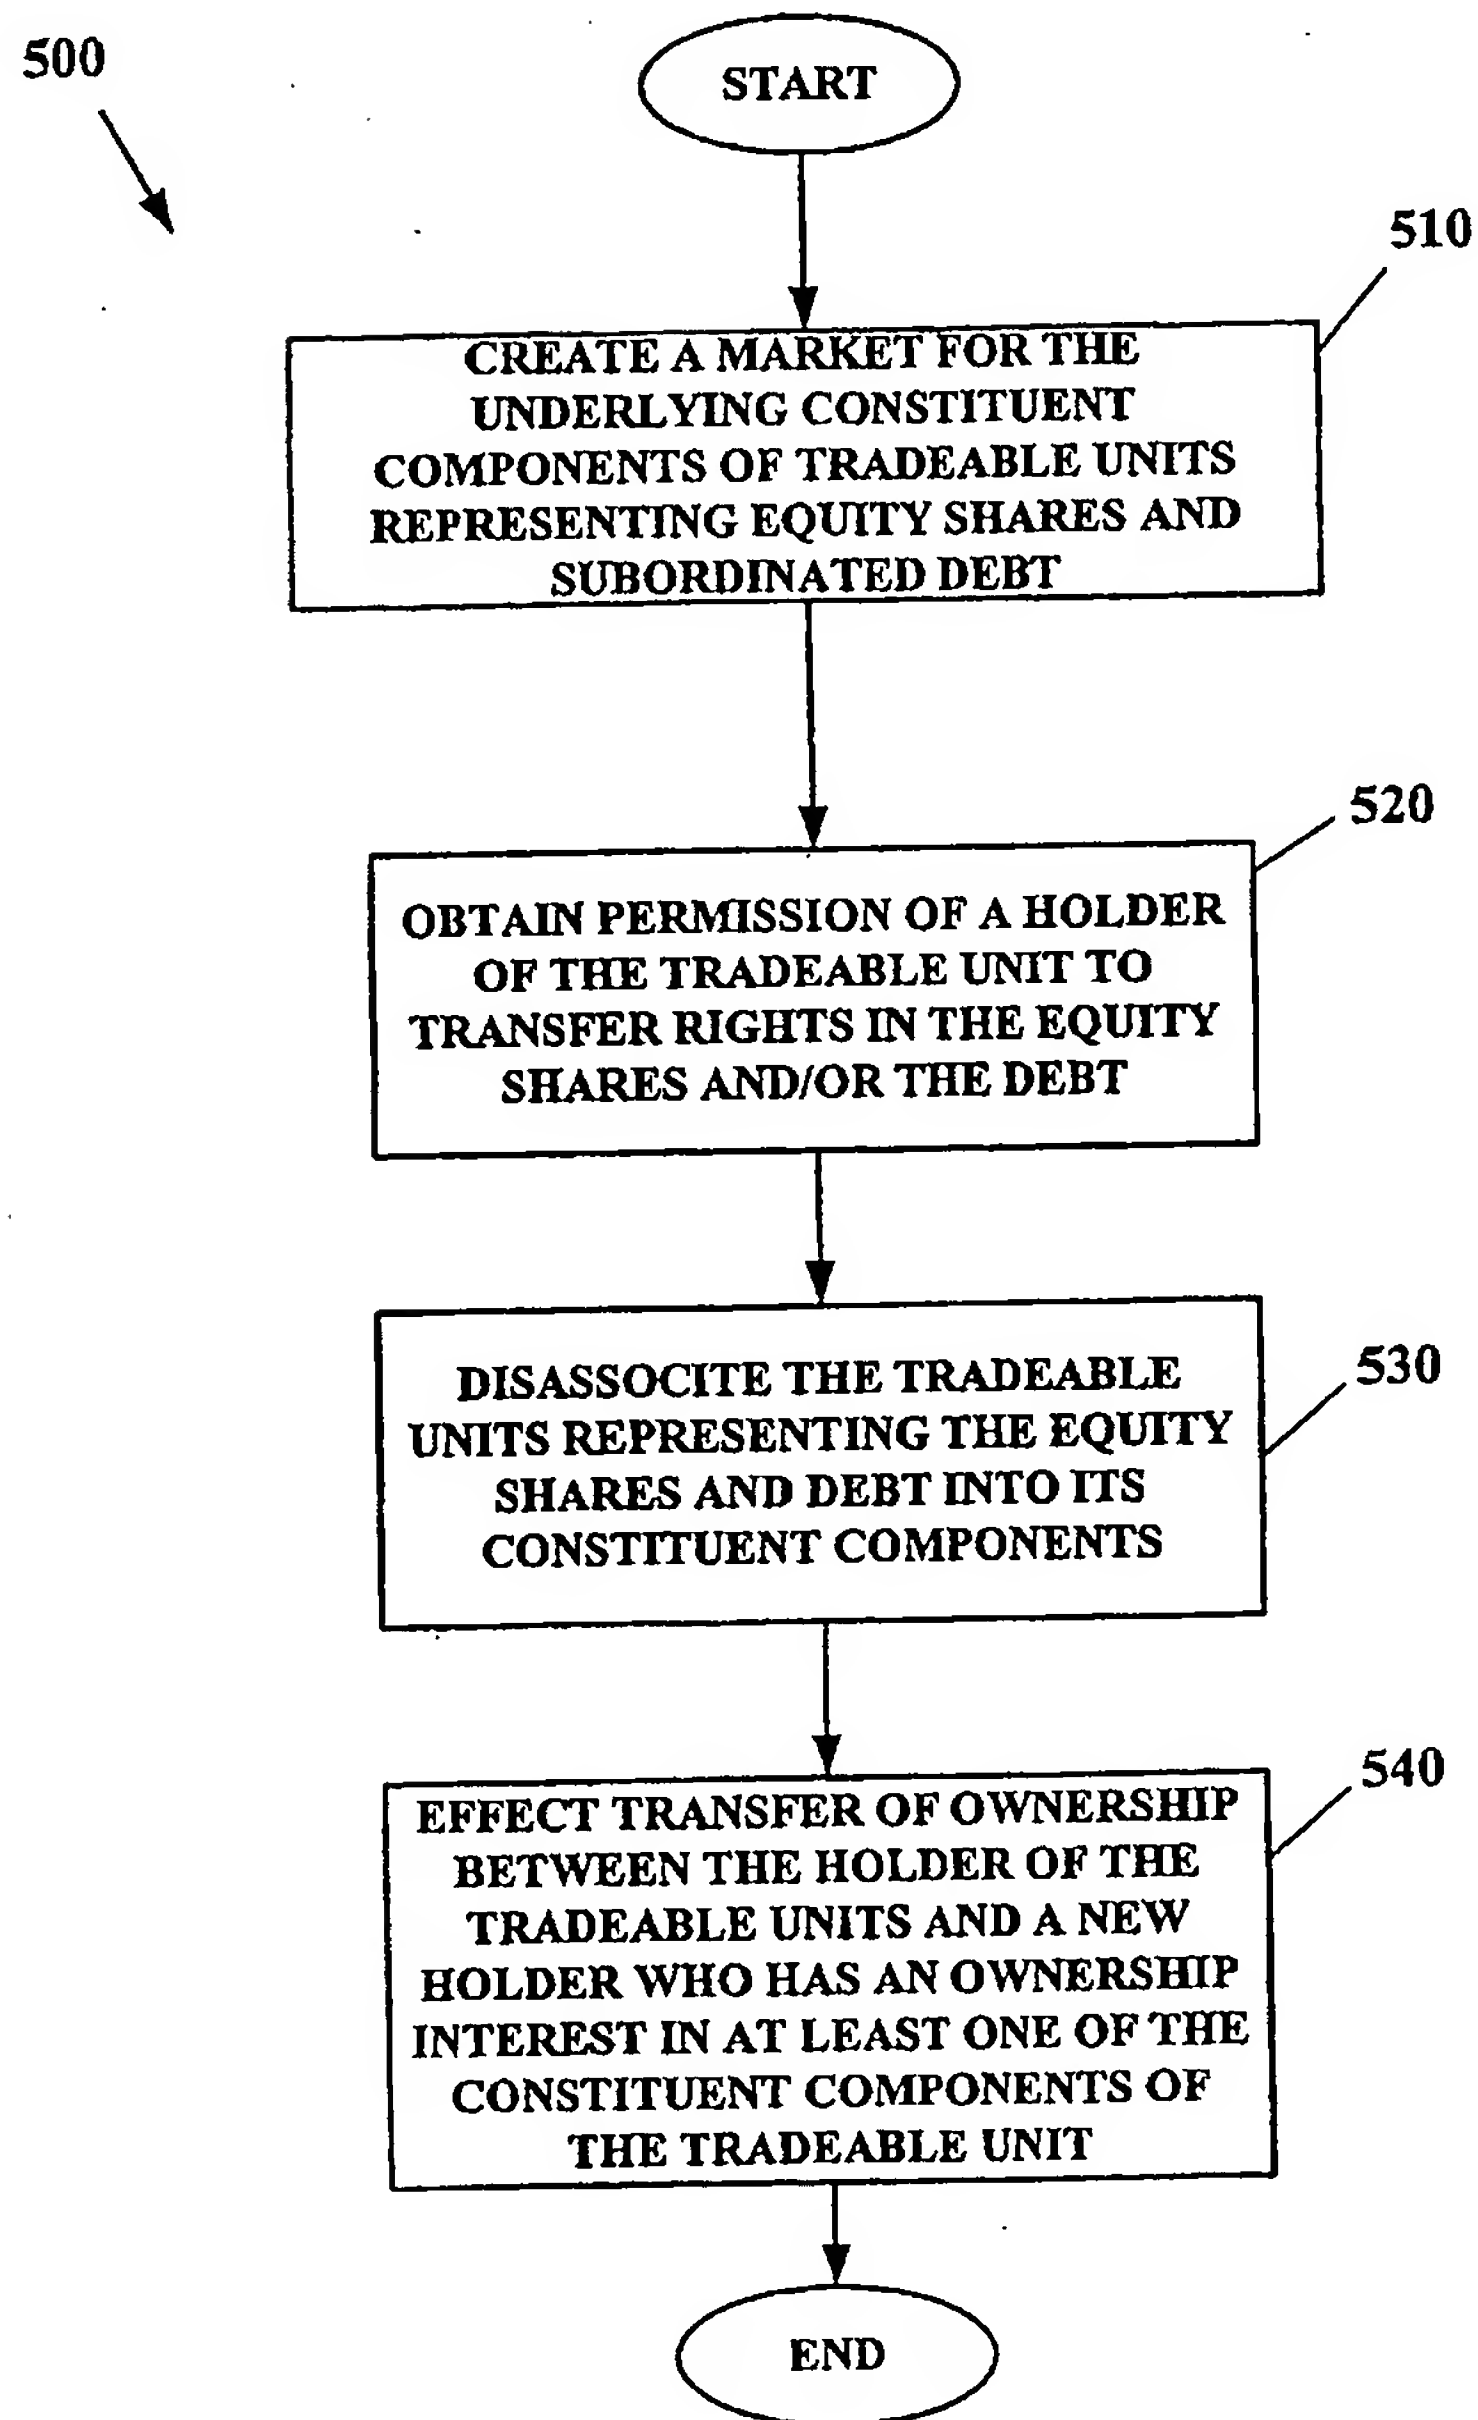 500
START
510
CREATE A MARKET FOR THE
UNDERLYING CONSTITUENT
COMPONENTS OF TRADEABLE UNITS
REPRESENTING EQUITY SHARES AND
SUBORDINATED DEBT
520
OBTAIN PERMISSION OF A HOLDER
OF THE TRADEABLE UNIT TO
TRANSFER RIGHTS IN THE EQUITY
SHARES AND/OR THE DEBT
530
DISASSOCITE THE TRADEABLE
UNITS REPRESENTING THE EQUITY
SHARES AND DEBT INTO ITS
CONSTITUENT COMPONENTS
540
EFFECT TRANSFER OF OWNERSHIP
BETWEEN THE HOLDER OF THE
TRADEABLE UNITS AND A NEW
HOLDER WHO HAS AN OWNERSHIP
INTEREST IN AT LEAST ONE OF THE
CONSTITUENT COMPONENTS OF
THE TRADEABLE UNIT
END